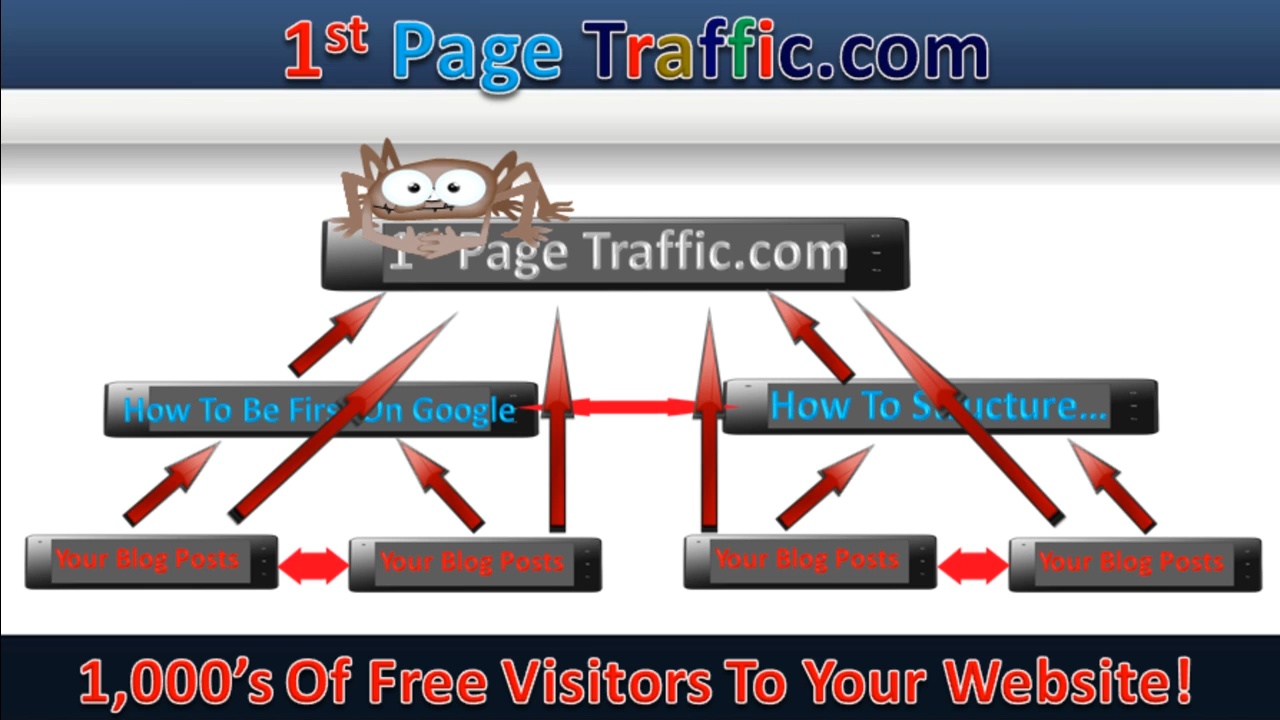 1st Page Traffic.com
1st Page Traffic.com
How To Be First On Google
How To Structure...
Your Blog Posts
Your Blog Posts
Your Blog Posts
Your Blog Posts
1,000’s Of Free Visitors To Your Website!